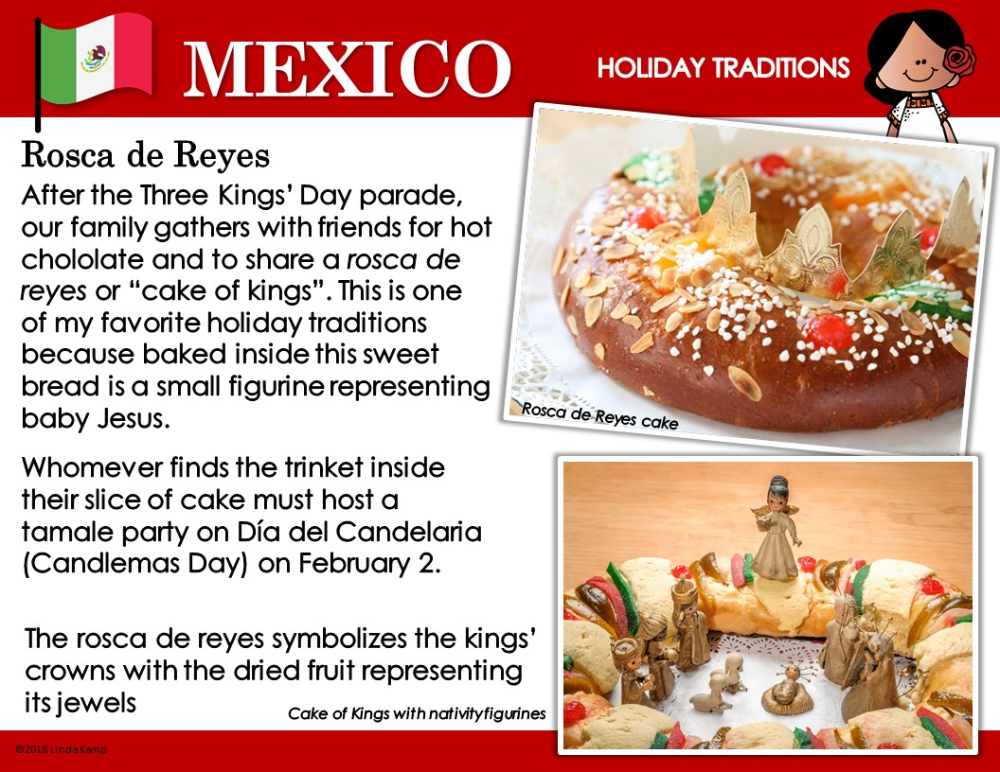 MEXICO
HOLIDAY TRADITIONS
Rosca de Reyes
After the Three Kings’ Day parade,
our family gathers with friends for hot
chololate and to share a rosca de
reyes or “cake of kings”. This is one
of my favorite holiday traditions
because baked inside this sweet
bread is a small figurine representing
baby Jesus.
Rosca de Reyes cake
Whomever finds the trinket inside
their slice of cake must host a
tamale party on Día del Candelaria
(Candlemas Day) on February 2.
The rosca de reyes symbolizes the kings’
crowns with the dried fruit representing
its jewels
Cake of Kings with nativity figurines
©2018 Linda Kamp